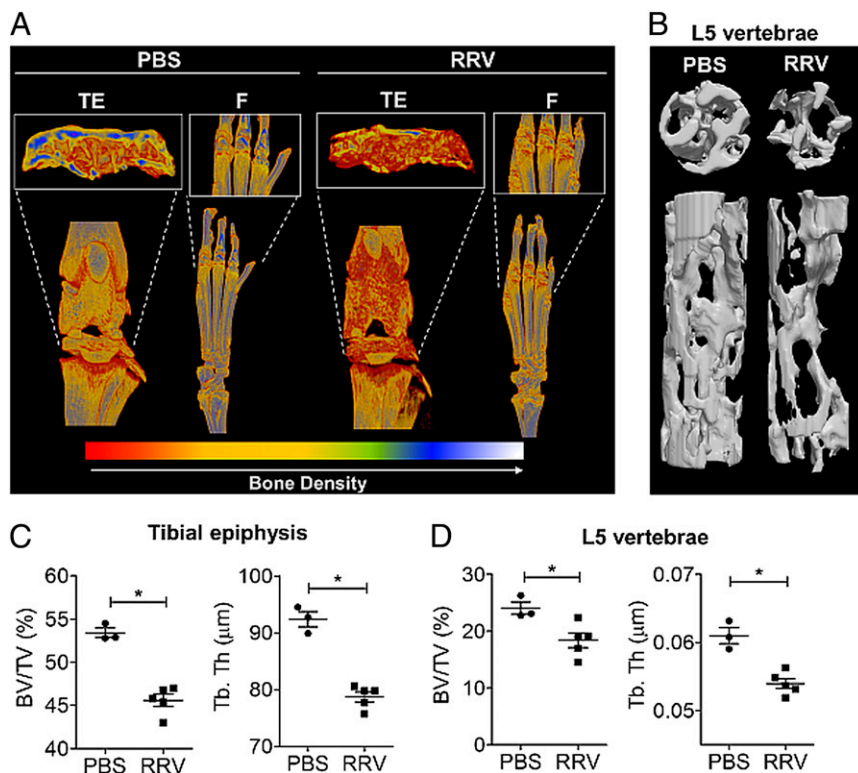 A
PBS
RRV
TE
F
TE
F
Bone Density
B
L5 vertebrae
PBS
RRV
C
Tibial epiphysis
BV/TV (%)
60
55
50
45
40
*
PBS
RRV
Tb. Th (μm)
100
90
80
70
*
PBS
RRV
D
L5 vertebrae
BV/TV (%)
30
20
10
0
*
PBS
RRV
Tb. Th (μm)
0.07
0.06
0.05
*
PBS
RRV